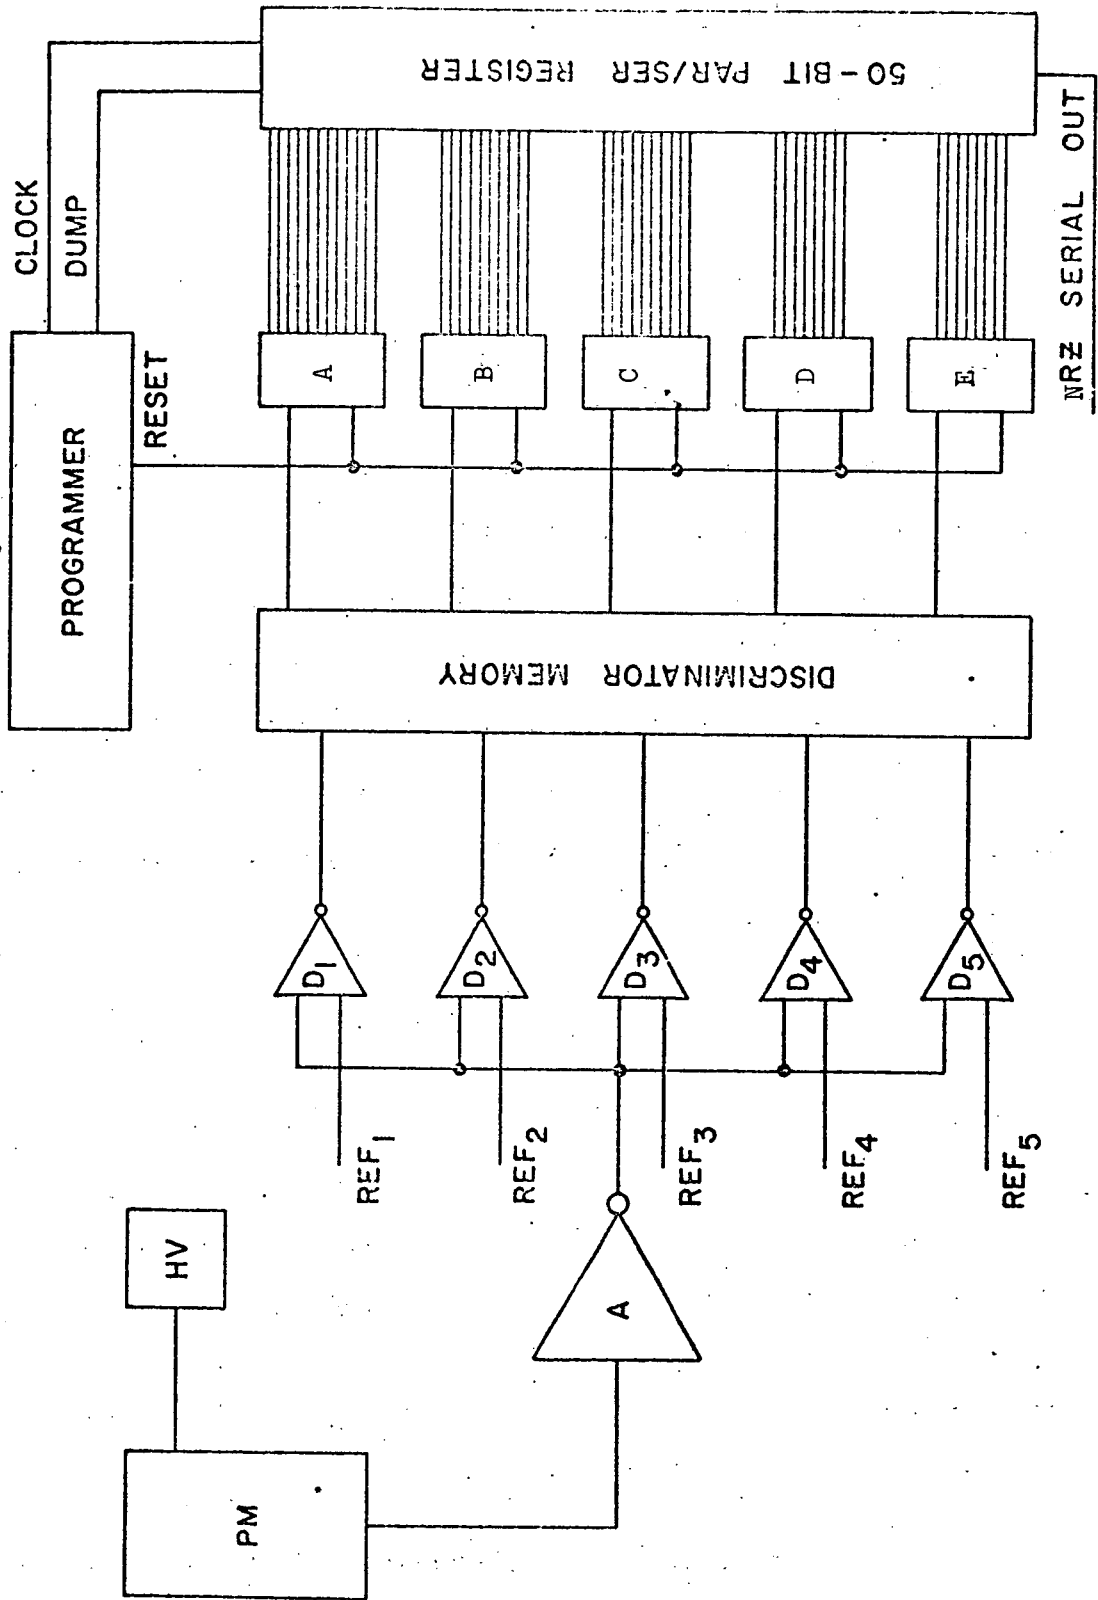 PM
HV
A
REF1
REF2
REF3
REF4
REF5
D1
D2
D3
D4
D5
DISCRIMINATOR MEMORY
PROGRAMMER
RESET
CLOCK
DUMP
A
B
C
D
E
50-BIT PAR/SER REGISTER
NRZ SERIAL OUT